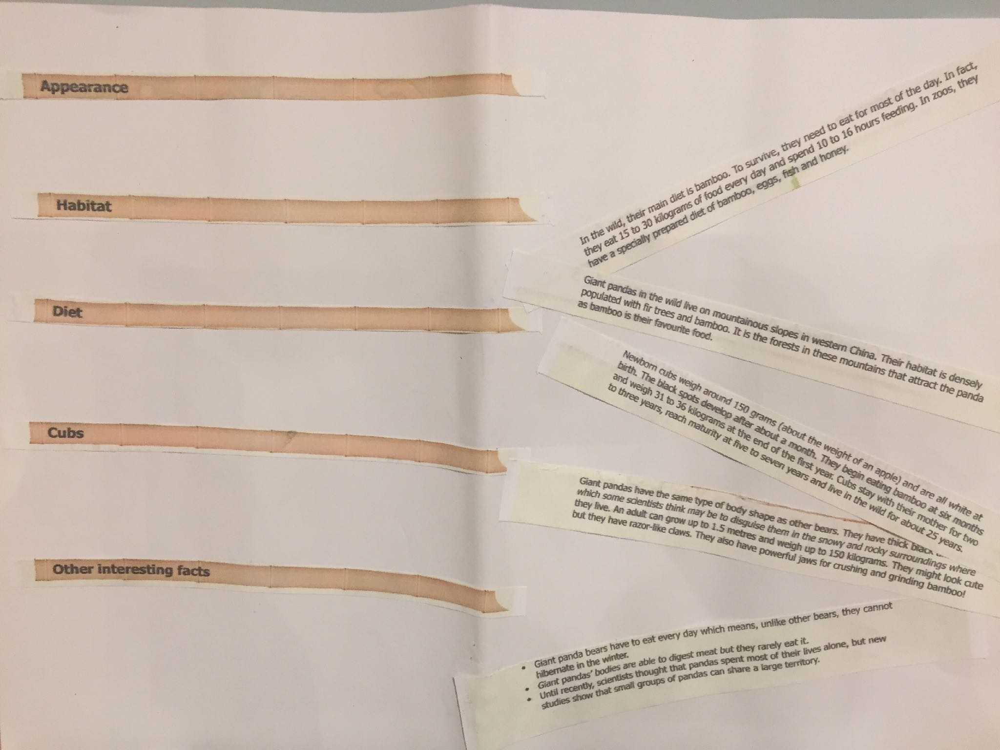 Appearance
Habitat
Diet
Cubs
Other interesting facts
In the wild, their main diet is bamboo. To survive, they need to eat for most of the day. In fact,
they eat 15 to 30 kilograms of food every day and spend 10 to 16 hours feeding. In zoos, they
have a specially prepared diet of bamboo, eggs, fish and honey.
Giant pandas in the wild live on mountainous slopes in western China. Their habitat is densely
populated with fir trees and bamboo. It is the forests in these mountains that attract the panda
as bamboo is their favourite food.
Newborn cubs weigh around 150 grams (about the weight of an apple) and are all white at
birth. The black spots develop after about a month. They begin eating bamboo at six months
and weigh 31 to 36 kilograms at the end of the first year. Cubs stay with their mother for two
to three years, reach maturity at five to seven years and live in the wild for about 25 years.
Giant pandas have the same type of body shape as other bears. They have thick black
which some scientists think may be to disguise them in the snowy and rocky surroundings where
they live. An adult can grow up to 1.5 metres and weigh up to 150 kilograms. They might look cute
but they have razor-like claws. They also have powerful jaws for crushing and grinding bamboo!
• Giant panda bears have to eat every day which means, unlike other bears, they cannot
hibernate in the winter.
• Giant pandas' bodies are able to digest meat but they rarely eat it.
• Until recently, scientists thought that pandas spent most of their lives alone, but new
studies show that small groups of pandas can share a large territory.